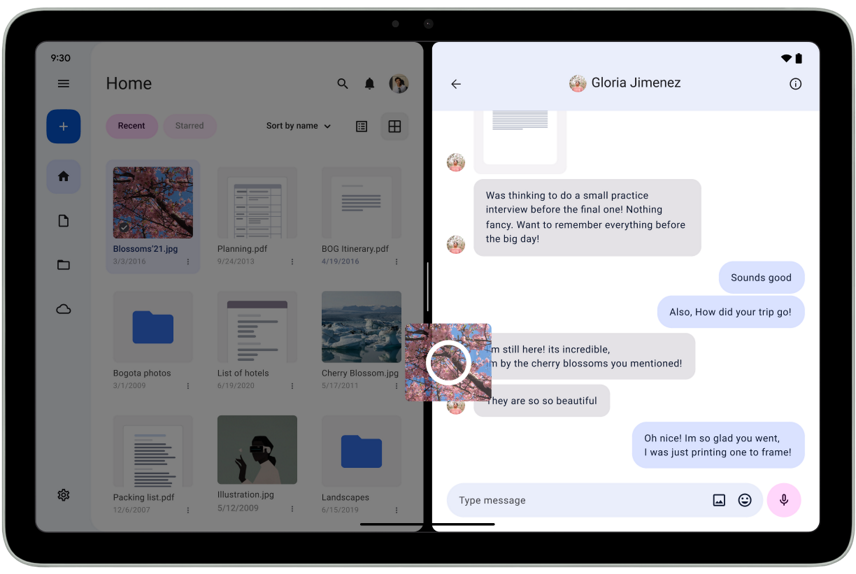 9:30
Home
Recent
Starred
Sort by name
Blossoms'21.jpg
3/3/2016
Planning.pdf
9/24/2013
BOG Itinerary.pdf
4/19/2016
Bogota photos
3/1/2009
List of hotels
6/19/2020
Cherry Blossom.jpg
5/17/2011
Packing list.pdf
12/6/2007
Illustration.jpg
5/12/2009
Landscapes
6/15/2019
Gloria Jimenez
Was thinking to do a small practice
interview before the final one! Nothing
fancy. Want to remember everything before
the big day!
Sounds good
Also, How did your trip go!
m still here! its incredible,
m by the cherry blossoms you mentioned!
They are so so beautiful
Oh nice! Im so glad you went,
I was just printing one to frame!
Type message